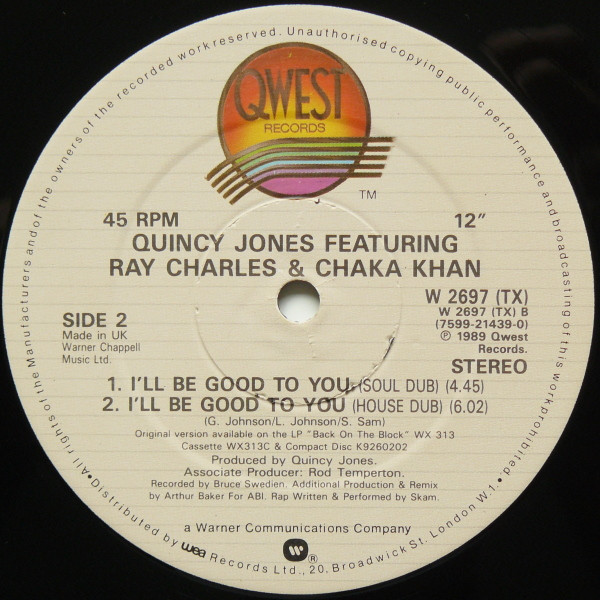 All rights of the Manufacturers and of the owners of the recorded work reserved. Unauthorised copying public performance and broadcasting of this work prohibited.
QWEST
RECORDS
TM
45 RPM
12"
QUINCY JONES FEATURING
RAY CHARLES & CHAKA KHAN
W 2697 (TX)
W 2697 (TX) B
(7599-21439-0)
℗ 1989 Qwest
Records.
STEREO
SIDE 2
Made in UK
Warner Chappell
Music Ltd.
1. I'LL BE GOOD TO YOU (SOUL DUB) (4.45)
2. I'LL BE GOOD TO YOU (HOUSE DUB) (6.02)
(G. Johnson/L. Johnson/S. Sam)
Original version available on the LP "Back On The Block" WX 313
Cassette WX313C & Compact Disc K9260202
Produced by Quincy Jones.
Associate Producer: Rod Temperton.
Recorded by Bruce Swedien. Additional Production & Remix
by Arthur Baker For ABI. Rap Written & Performed by Skam.
a Warner Communications Company
®
•Distributed by wea Records Ltd., 20, Broadwick St. London W1.•